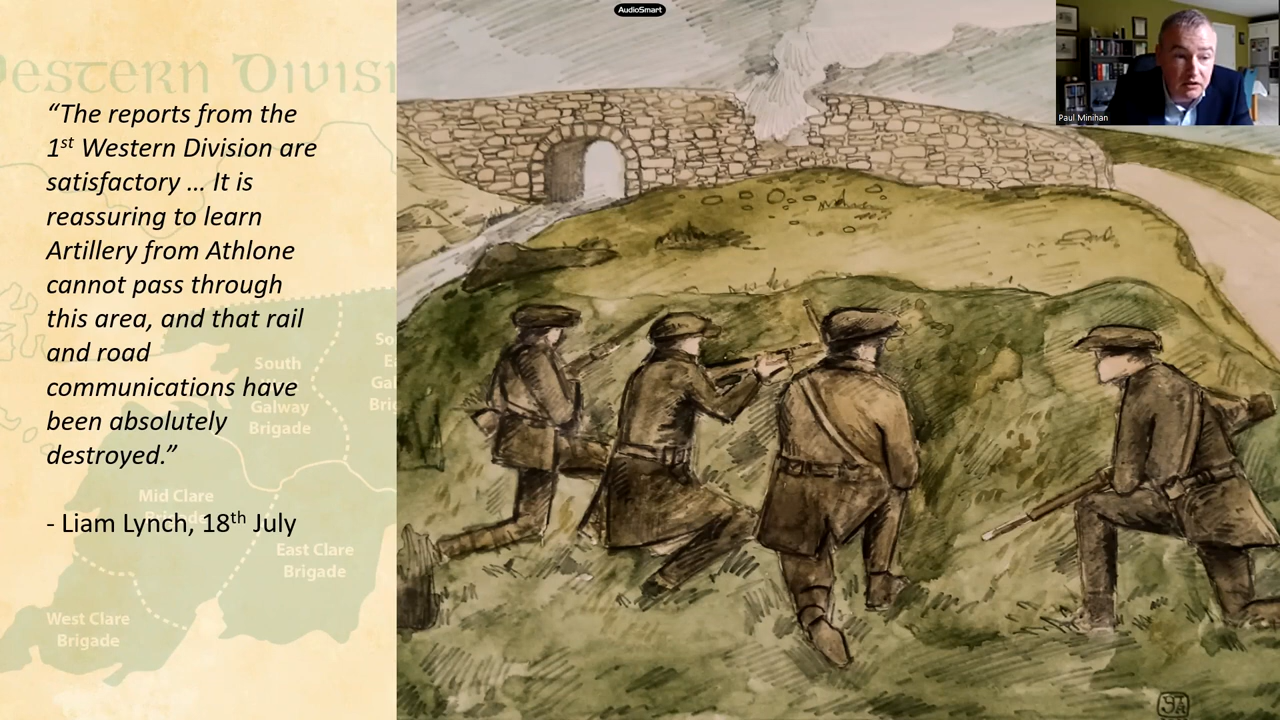 AudioSmart
Paul Minihan
“The reports from the
1st Western Division are
satisfactory ... It is
reassuring to learn
Artillery from Athlone
cannot pass through
this area, and that rail
and road
communications have
been absolutely
destroyed.”
- Liam Lynch, 18th July
South
Galway
Brigade
Mid Clare
East Clare
Brigade
West Clare
Brigade